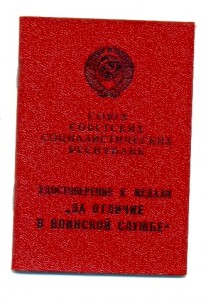 СОЮЗ
СОВЕТСКИХ
СОЦИАЛИСТИЧЕСКИХ
РЕСПУБЛИК
УДОСТОВЕРЕНИЕ К МЕДАЛИ
„ЗА ОТЛИЧИЕ
В ВОИНСКОЙ СЛУЖБЕ“